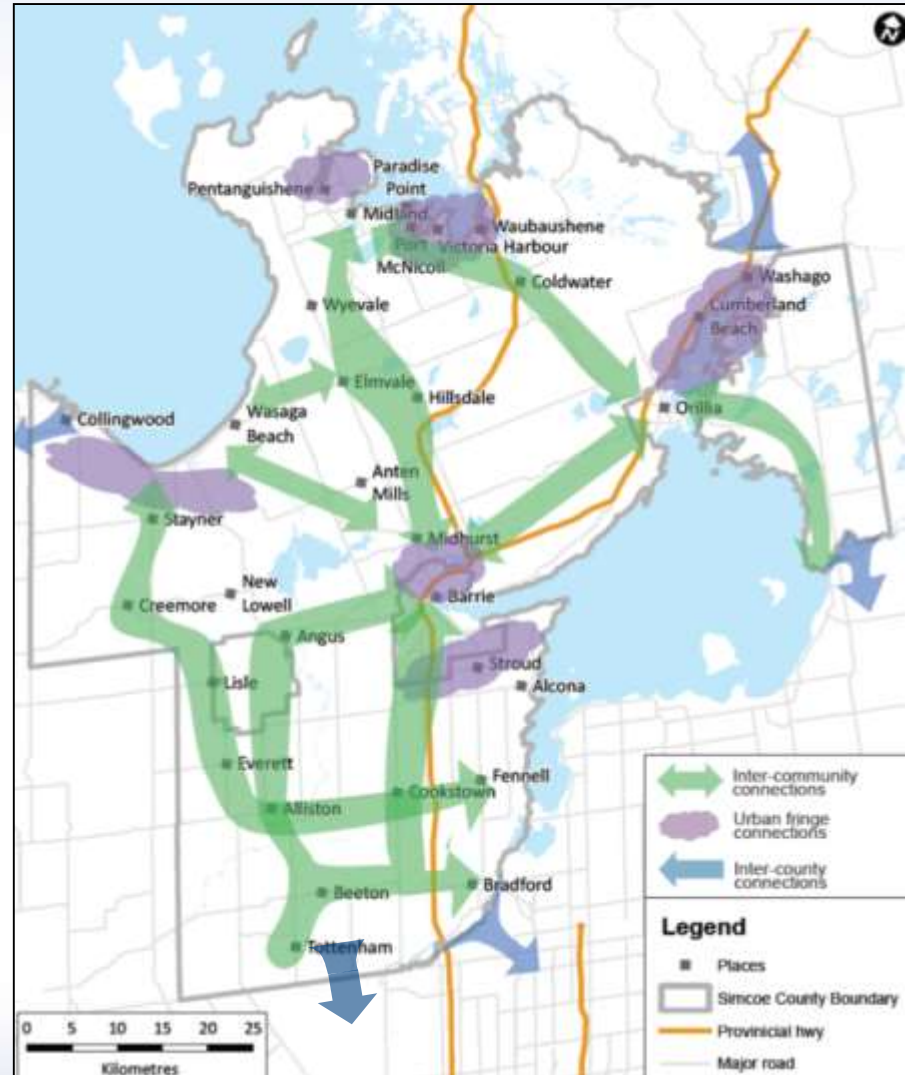 N
Paradise
Point
Pentanguishene
Midland
Port
McNicoll
Victoria Harbour
Waubaushene
Coldwater
Washago
Cumberland
Beach
Wyevale
Elmvale
Hillsdale
Orillia
Collingwood
Wasaga
Beach
Anten
Mills
Stayner
Midhurst
New
Lowell
Creemore
Barrie
Angus
Stroud
Alcona
Lisle
Everett
Fennell
Cookstown
Alliston
Beeton
Bradford
Tottenham
Inter-community
connections
Urban fringe
connections
Inter-county
connections
Legend
Places
Simcoe County Boundary
Provinicial hwy
Major road
0 5 10 15 20 25
Kilometres